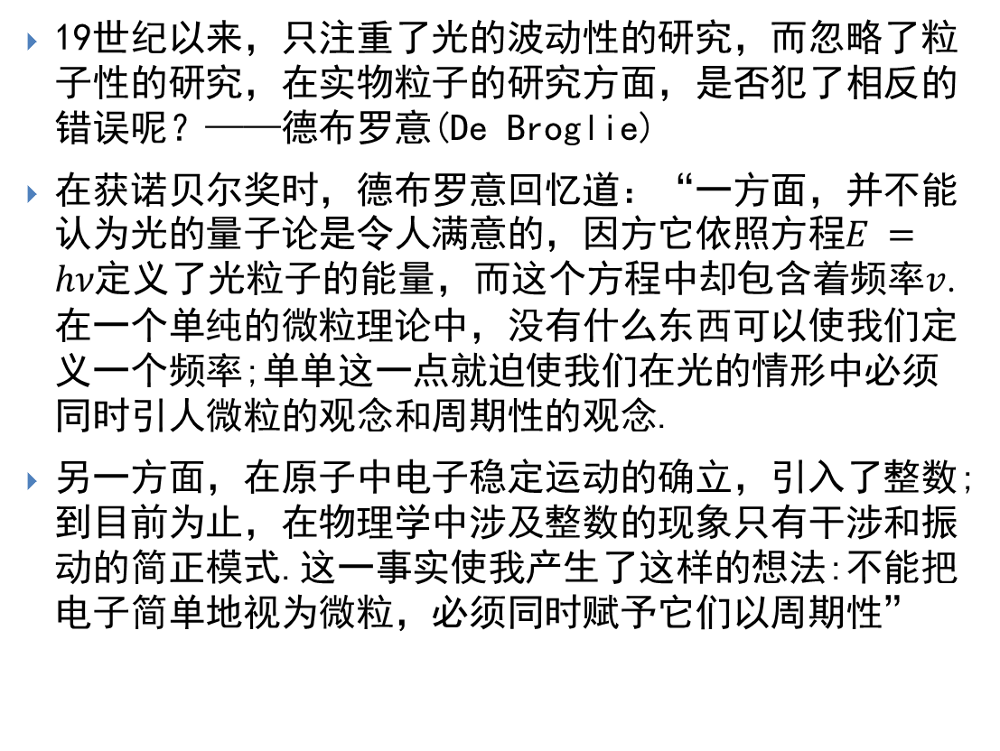 19世纪以来，只注重了光的波动性的研究，而忽略了粒
子性的研究，在实物粒子的研究方面，是否犯了相反的
错误呢？——德布罗意(De Broglie)
在获诺贝尔奖时，德布罗意回忆道：“一方面，并不能
认为光的量子论是令人满意的，因方它依照方程E =
hν定义了光粒子的能量，而这个方程中却包含着频率v.
在一个单纯的微粒理论中，没有什么东西可以使我们定
义一个频率;单单这一点就迫使我们在光的情形中必须
同时引人微粒的观念和周期性的观念.
另一方面，在原子中电子稳定运动的确立，引入了整数;
到目前为止，在物理学中涉及整数的现象只有干涉和振
动的简正模式.这一事实使我产生了这样的想法:不能把
电子简单地视为微粒，必须同时赋予它们以周期性”